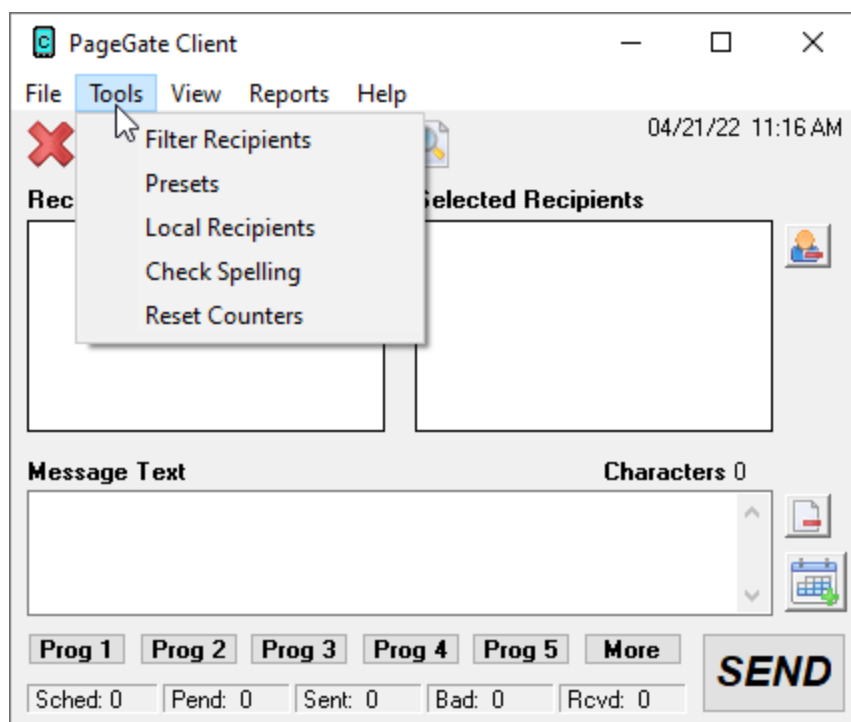 PageGate Client
File Tools View Reports Help
04/21/22 11:16 AM
Filter Recipients
Presets
Local Recipients
Check Spelling
Reset Counters
Selected Recipients
Message Text Characters 0
Prog 1 Prog 2 Prog 3 Prog 4 Prog 5 More
SEND
Sched: 0 Pend: 0 Sent: 0 Bad: 0 Rcvd: 0